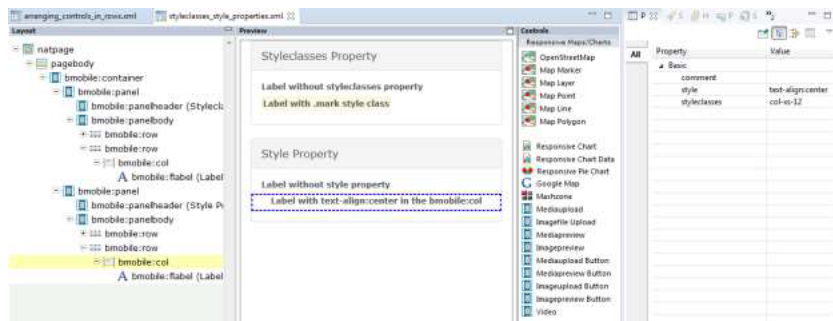 arranging_controls_in_rows.xml
styleclasses_style_properties.xml
Layout
natpage
pagebody
bmobile:container
bmobile:panel
bmobile:panelheader (Stylecla
bmobile:panelbody
bmobile:row
bmobile:row
bmobile:col
bmobile:flabel (Label
bmobile:panel
bmobile:panelheader (Style Pr
bmobile:panelbody
bmobile:row
bmobile:row
bmobile:col
bmobile:flabel (Label
Preview
Styleclasses Property
Label without styleclasses property
Label with .mark style class
Style Property
Label without style property
Label with text-align:center in the bmobile:col
Controls
Responsive Maps/Charts
OpenStreetMap
Map Marker
Map Layer
Map Point
Map Line
Map Polygon
Responsive Chart
Responsive Chart Data
Responsive Pie Chart
Google Map
Mashzone
Mediaupload
Imagefile Upload
Mediapreview
Imagepreview
Mediaupload Button
Mediapreview Button
Imageupload Button
Imagepreview Button
Video
P
All
Property Value
Basic
comment
style text-align:center
styleclasses col-xs-12